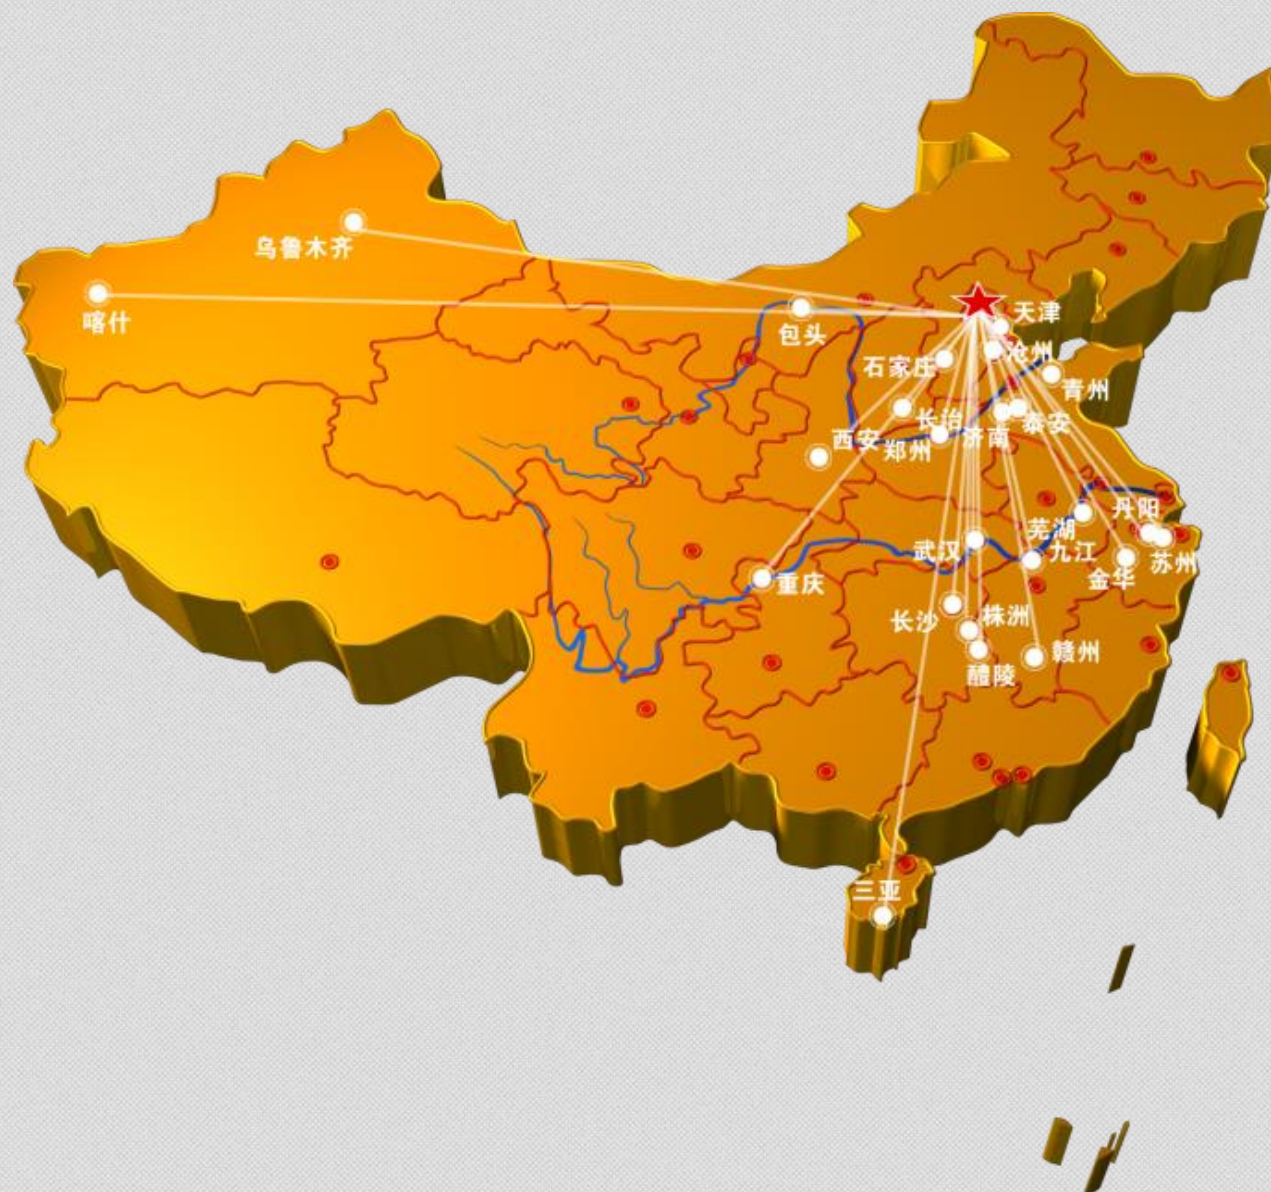 乌鲁木齐
喀什
包头
天津
沧州
石家庄
青州
长治
泰安
西安
郑州
济南
丹阳
芜湖
武汉
九江
苏州
金华
重庆
长沙
株洲
赣州
醴陵
三亚